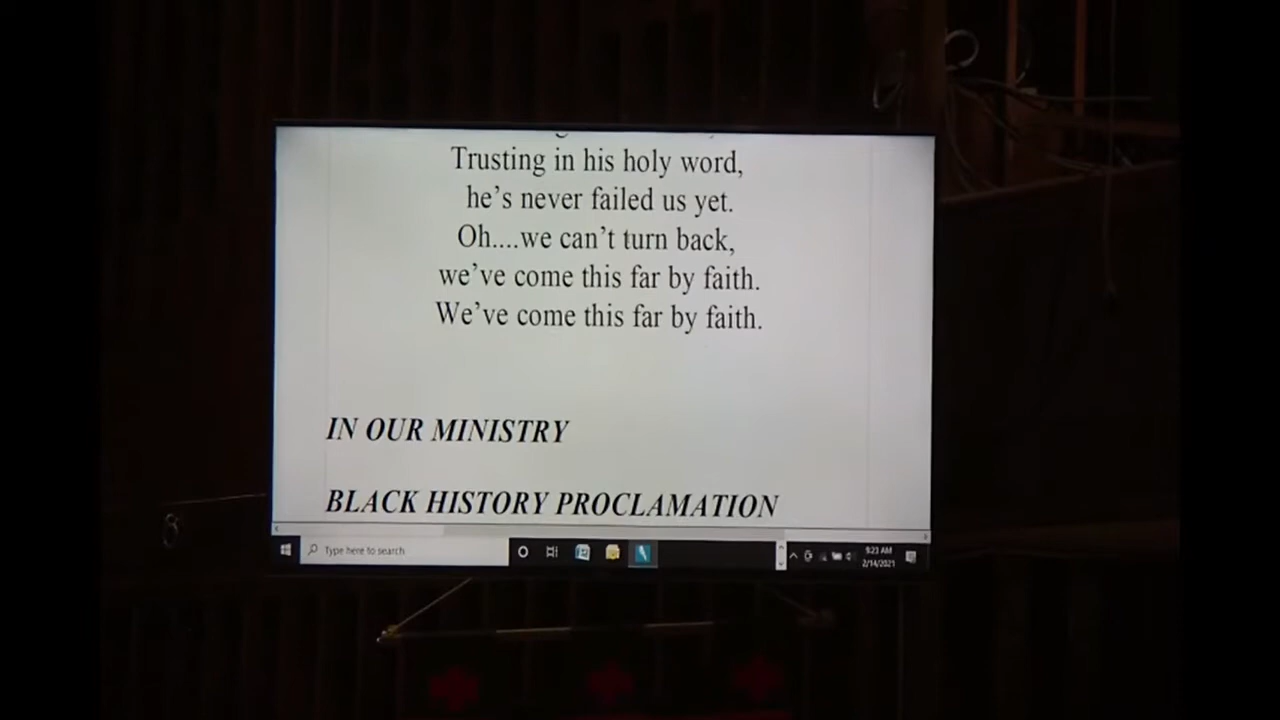 Trusting in his holy word,
he's never failed us yet.
Oh....we can't turn back,
we've come this far by faith.
We've come this far by faith.
IN OUR MINISTRY
BLACK HISTORY PROCLAMATION
Type here to search
9:23 AM
2/14/2021